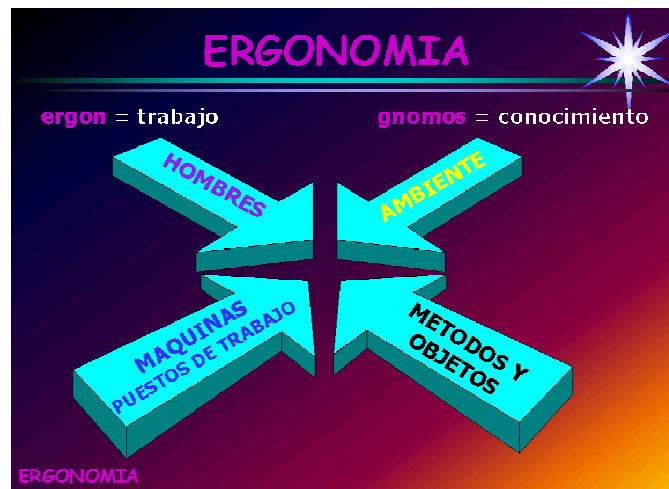 ERGONOMIA
ergon = trabajo
gnomos = conocimiento
HOMBRES
AMBIENTE
MAQUINAS
PUESTOS DE TRABAJO
METODOS Y
OBJETOS
ERGONOMIA